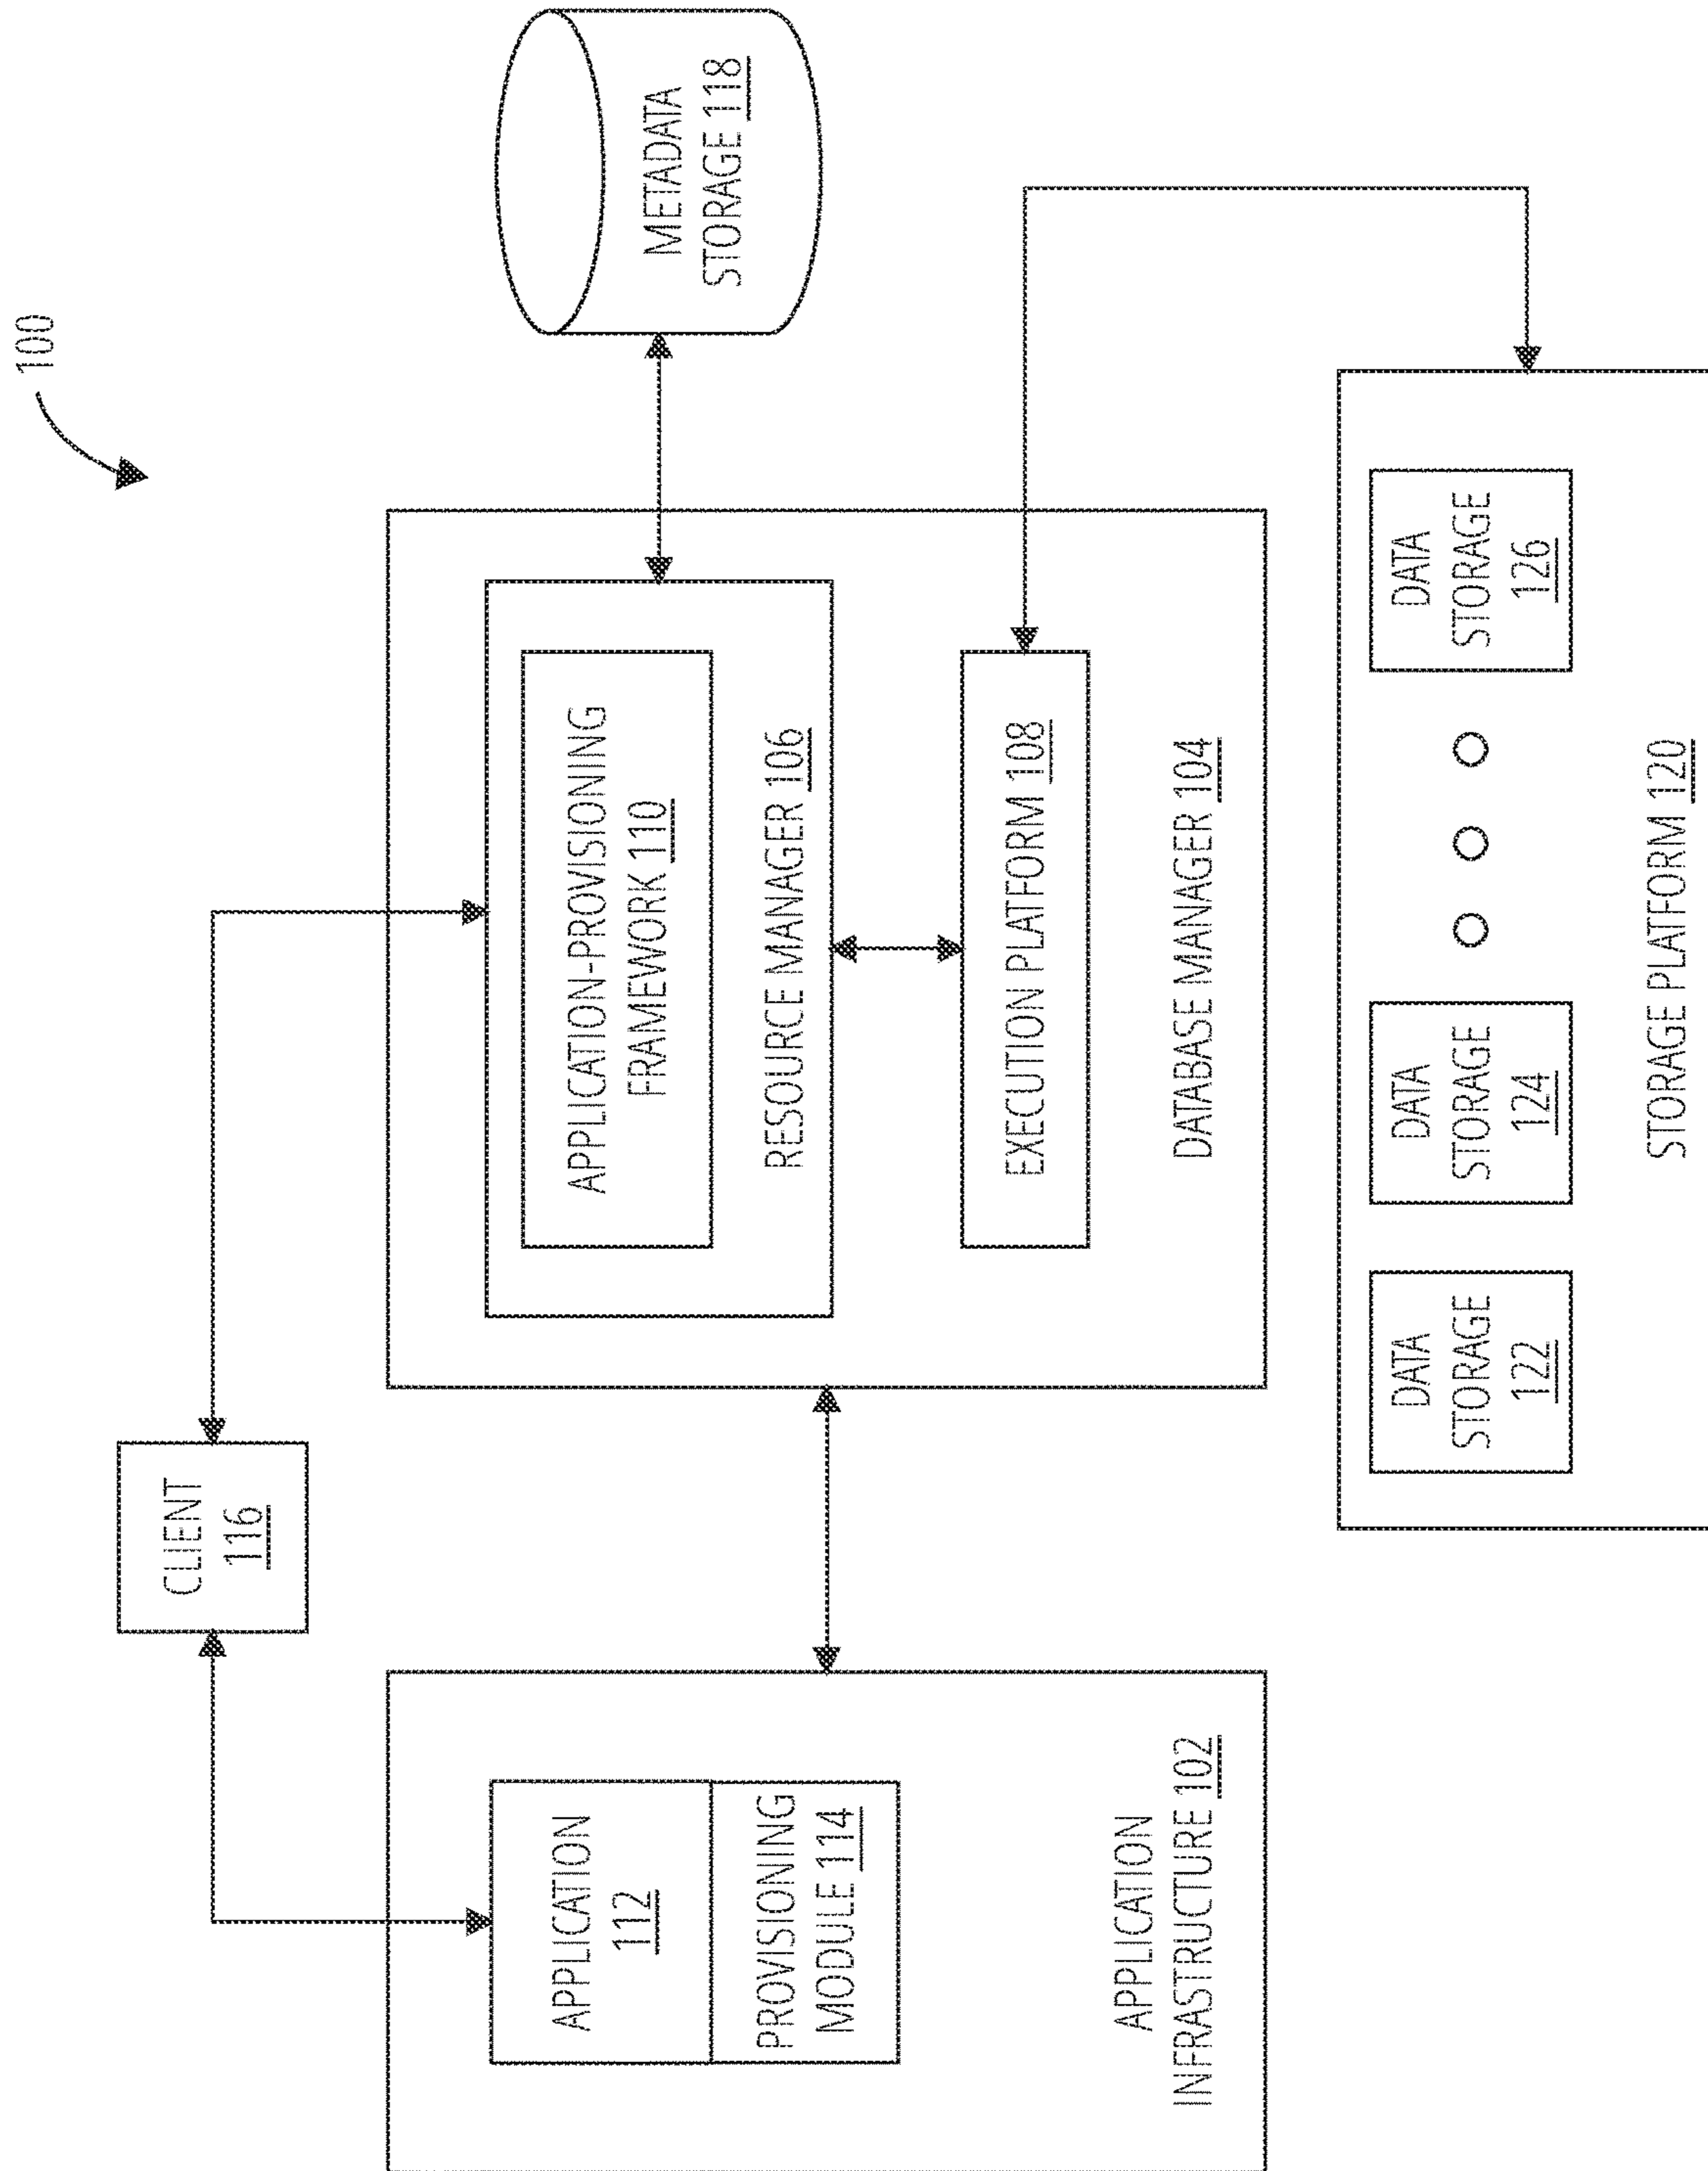 100
CLIENT
116
APPLICATION
112
PROVISIONING
MODULE 114
APPLICATION
INFRASTRUCTURE 102
APPLICATION-PROVISIONING
FRAMEWORK 110
RESOURCE MANAGER 106
EXECUTION PLATFORM 108
DATABASE MANAGER 104
METADATA
STORAGE 118
DATA
STORAGE
122
DATA
STORAGE
124
DATA
STORAGE
126
STORAGE PLATFORM 120